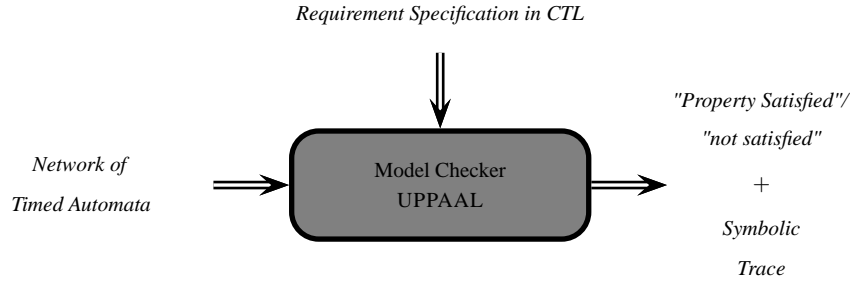 Requirement Specification in CTL
Network of
Timed Automata
Model Checker
UPPAAL
"Property Satisfied"/
"not satisfied"
+
Symbolic
Trace